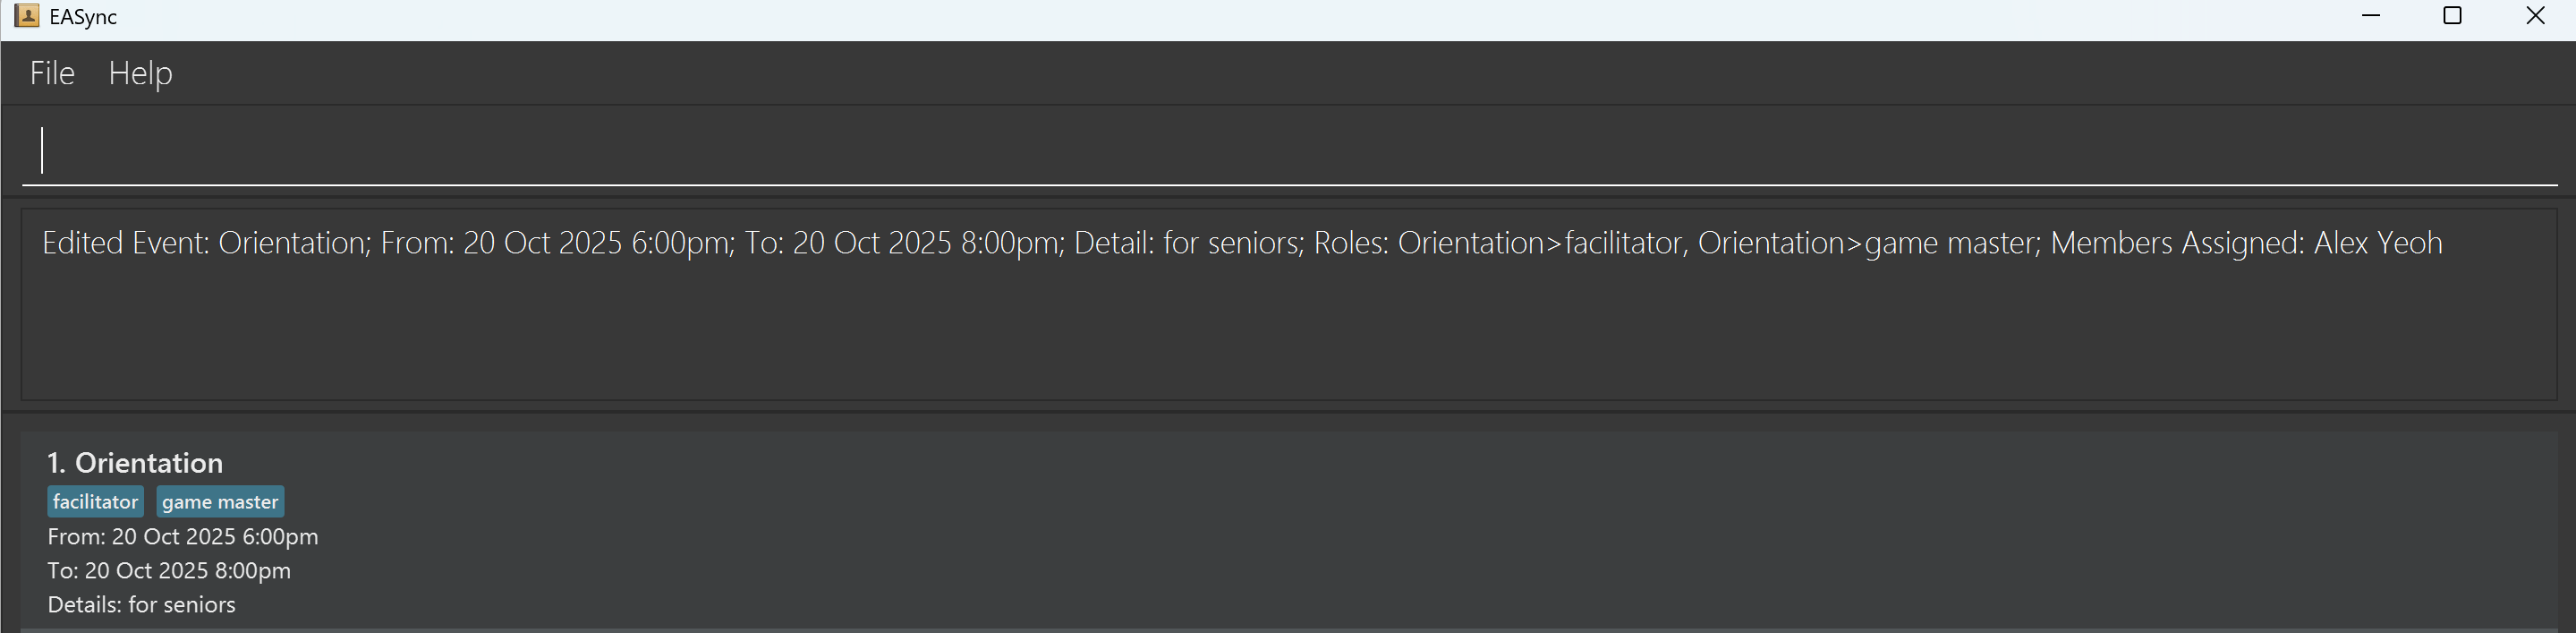 EASync
File Help
Edited Event: Orientation; From: 20 Oct 2025 6:00pm; To: 20 Oct 2025 8:00pm; Detail: for seniors; Roles: Orientation>facilitator, Orientation>game master; Members Assigned: Alex Yeoh
1. Orientation
facilitator game master
From: 20 Oct 2025 6:00pm
To: 20 Oct 2025 8:00pm
Details: for seniors